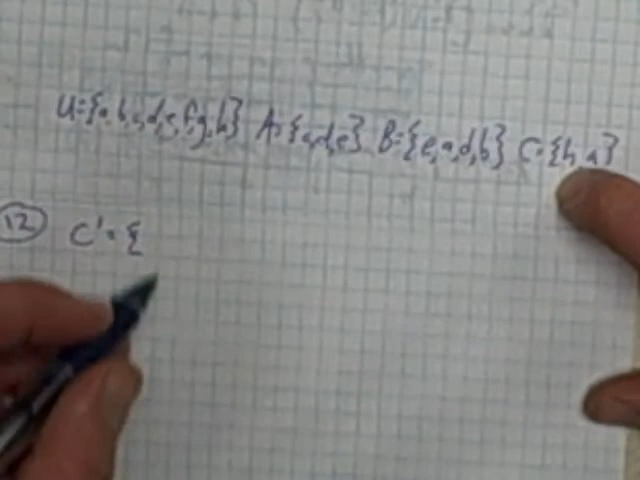 U={a,b,c,d,e,f,g,h} A={a,d,e} B={e,a,d,b} C={h,a}
12 C'={